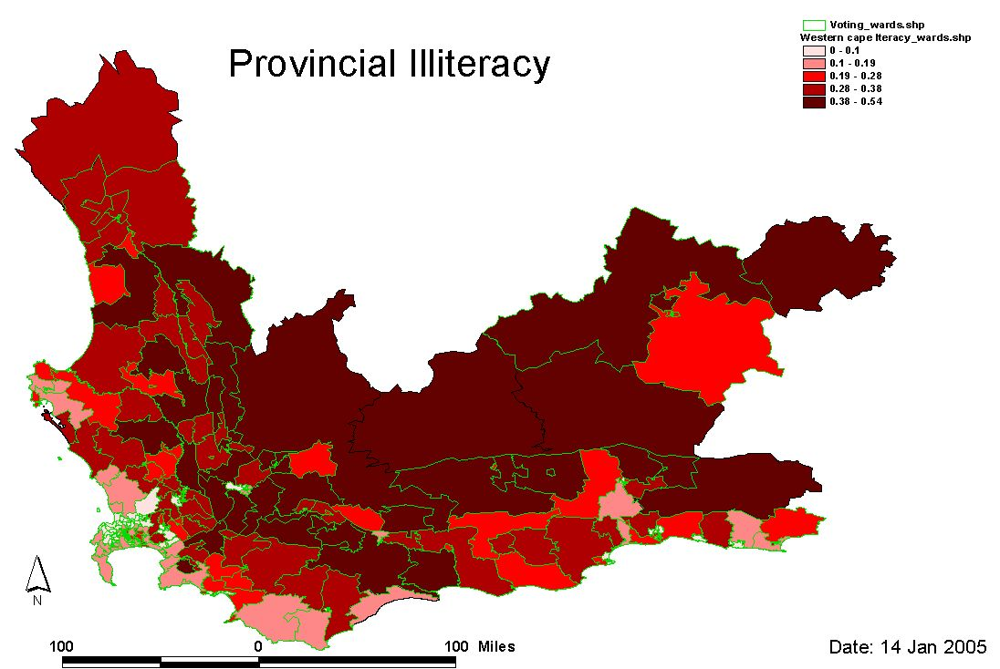 Provincial Illiteracy
Voting_wards.shp
Western cape lteracy_wards.shp
0 - 0.1
0.1 - 0.19
0.19 - 0.28
0.28 - 0.38
0.38 - 0.54
N
100 0 100 Miles
Date: 14 Jan 2005